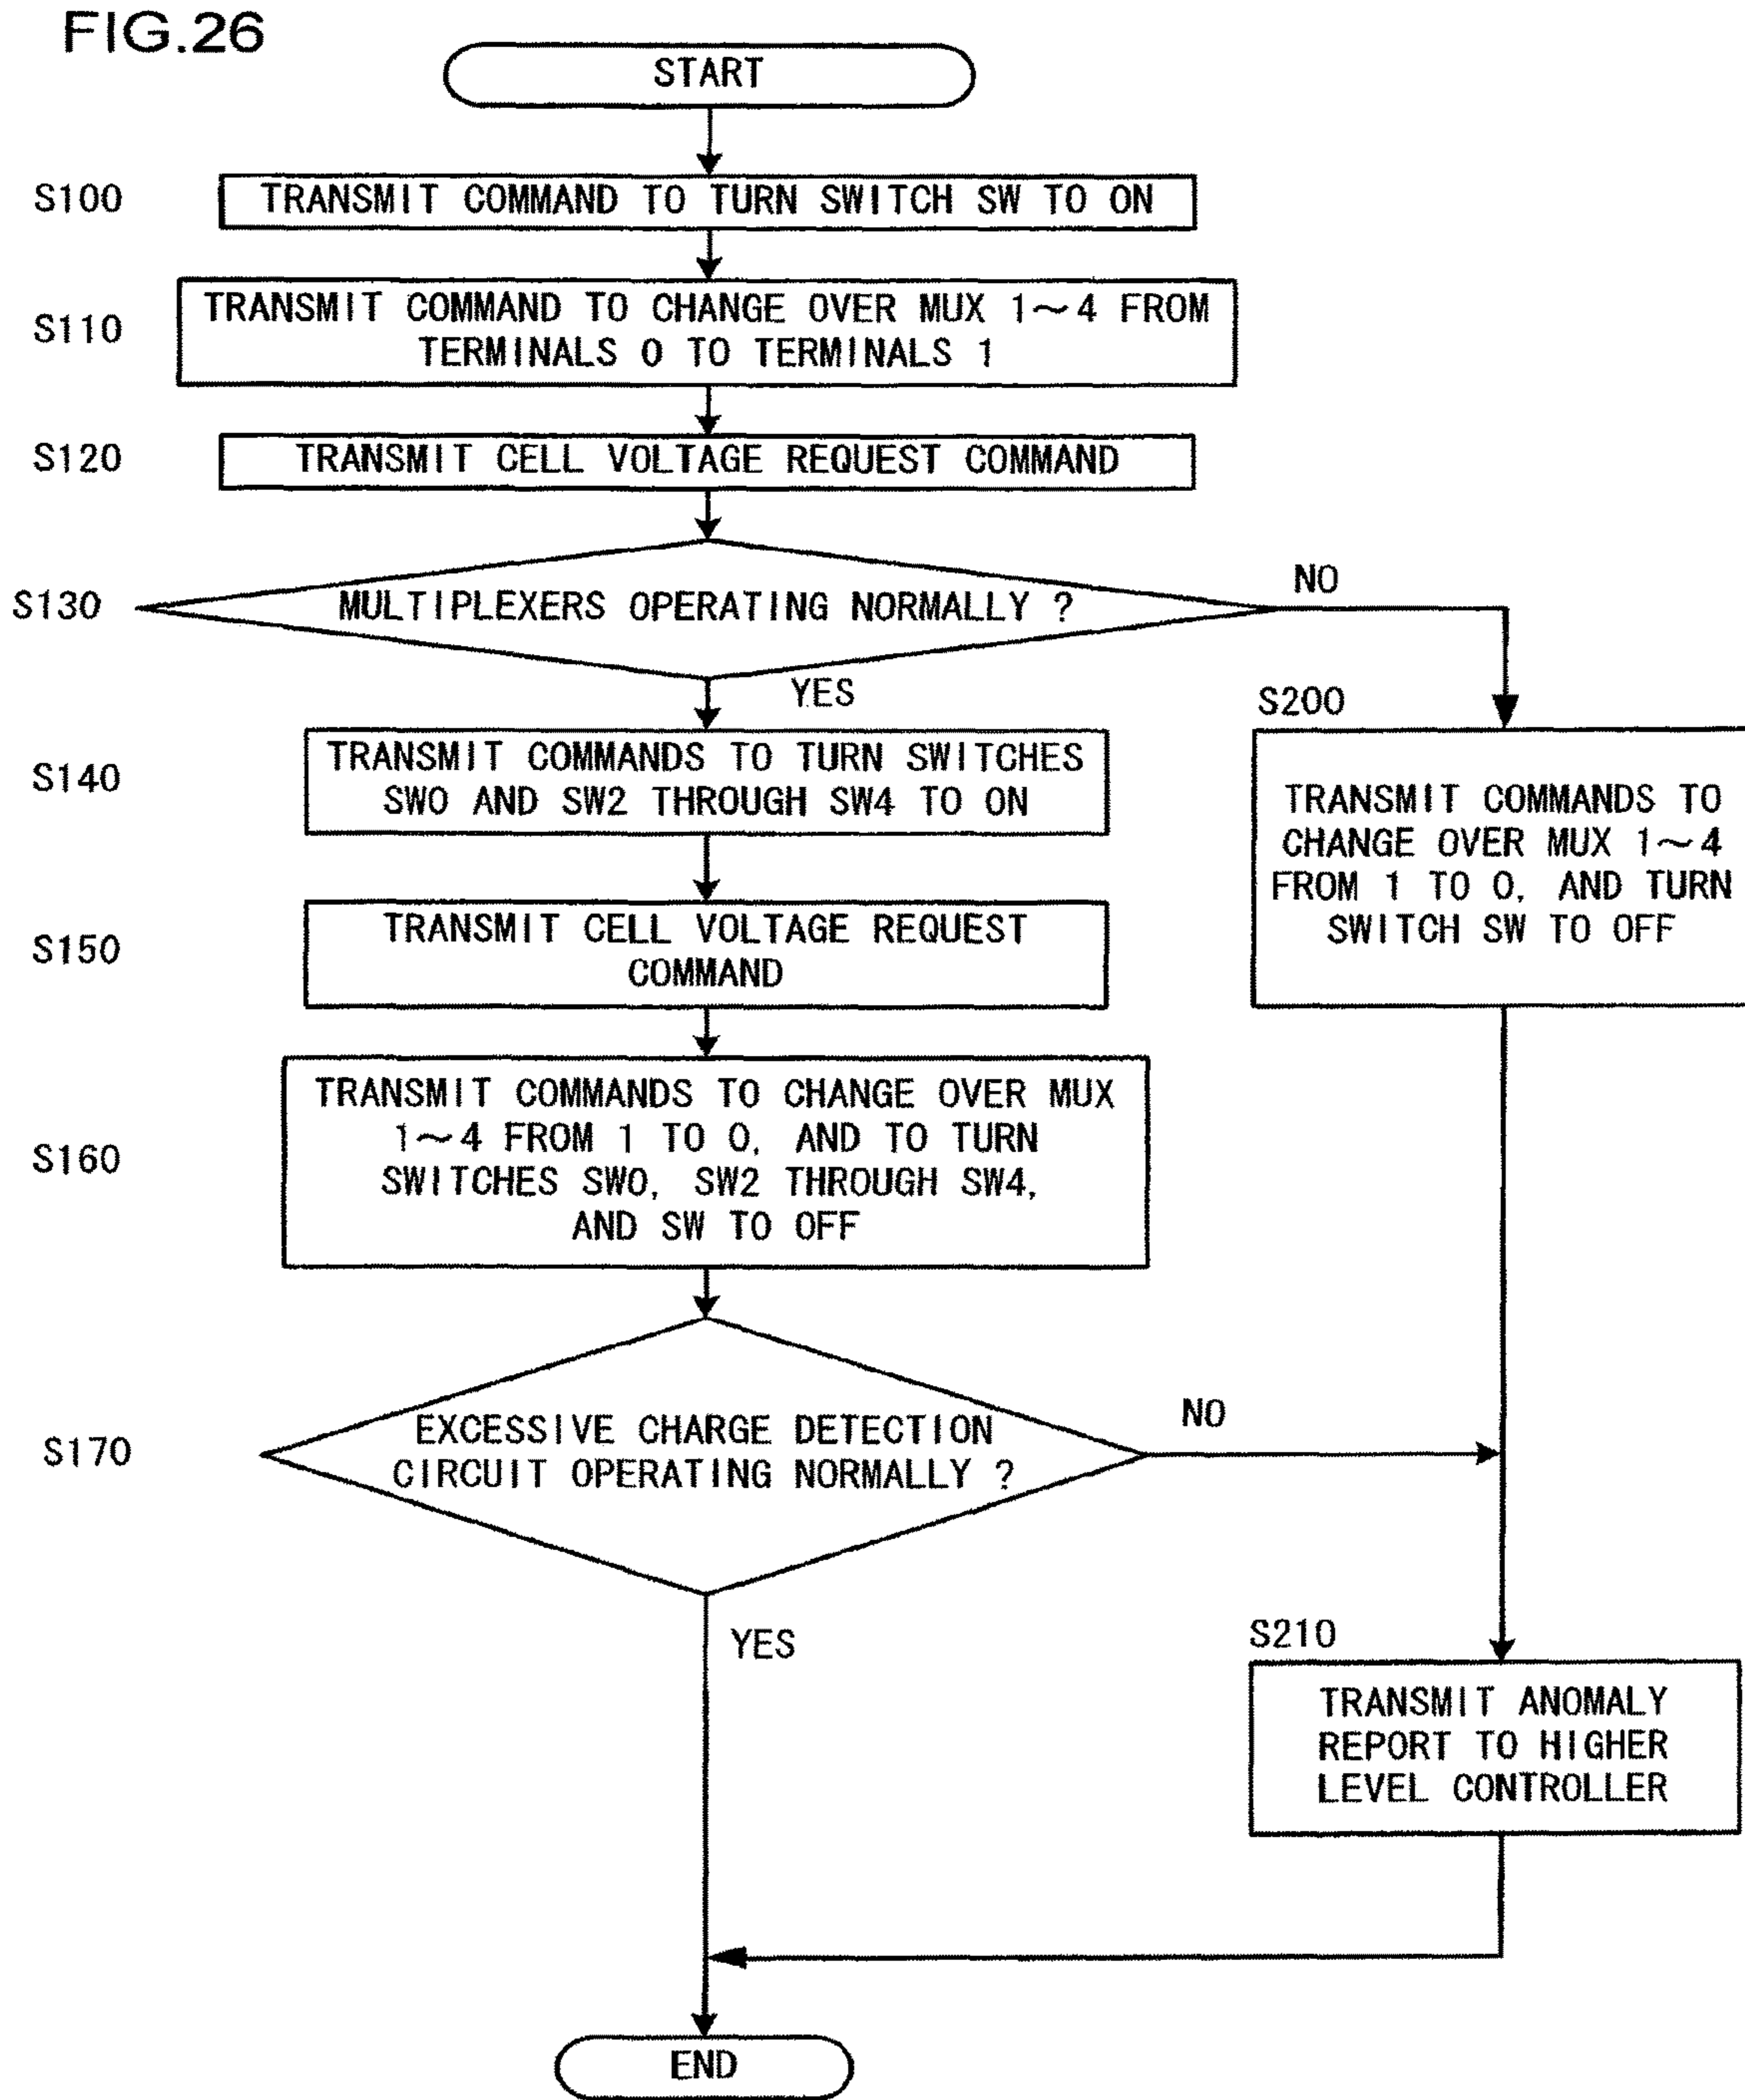 FIG.26
START
S100
TRANSMIT COMMAND TO TURN SWITCH SW TO ON
S110
TRANSMIT COMMAND TO CHANGE OVER MUX 1~4 FROM
TERMINALS 0 TO TERMINALS 1
S120
TRANSMIT CELL VOLTAGE REQUEST COMMAND
S130
MULTIPLEXERS OPERATING NORMALLY ?
NO
YES
S140
TRANSMIT COMMANDS TO TURN SWITCHES
SW0 AND SW2 THROUGH SW4 TO ON
S200
TRANSMIT COMMANDS TO
CHANGE OVER MUX 1~4
FROM 1 TO 0, AND TURN
SWITCH SW TO OFF
S150
TRANSMIT CELL VOLTAGE REQUEST
COMMAND
S160
TRANSMIT COMMANDS TO CHANGE OVER MUX
1~4 FROM 1 TO 0, AND TO TURN
SWITCHES SW0, SW2 THROUGH SW4,
AND SW TO OFF
S170
EXCESSIVE CHARGE DETECTION
CIRCUIT OPERATING NORMALLY ?
NO
YES
S210
TRANSMIT ANOMALY
REPORT TO HIGHER
LEVEL CONTROLLER
END